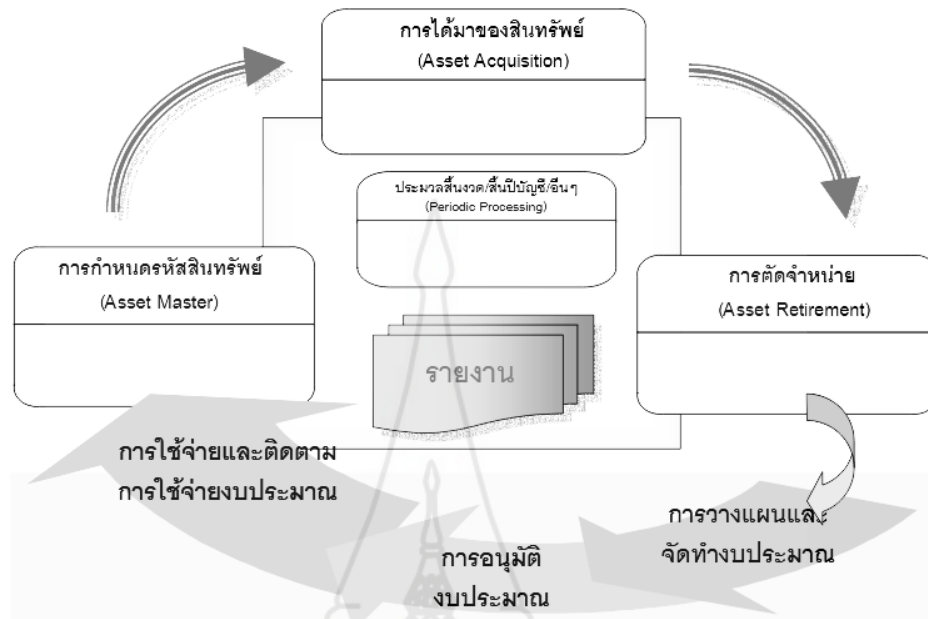 การได้มาของสินทรัพย์
(Asset Acquisition)
ประมวลสิ้นงวด/สิ้นปีบัญชี/อื่นๆ
(Periodic Processing)
การกำหนดรหัสสินทรัพย์
(Asset Master)
การตัดจำหน่าย
(Asset Retirement)
รายงาน
การใช้จ่ายและติดตาม
การใช้จ่ายงบประมาณ
การวางแผนและ
จัดทำงบประมาณ
การอนุมัติ
งบประมาณ